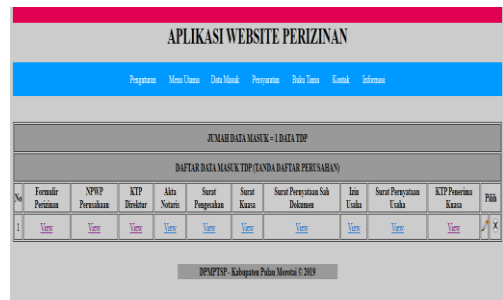 APLIKASI WEBSITE PERIZINAN
Pengaturan Menu Utama Data Masuk Persyaratan Buku Tamu Kontak Informasi
JUMAH DATA MASUK = 1 DATA TDP
DAFTAR DATA MASUK TDP (TANDA DAFTAR PERUSAHAN)
No Formulir Perizinan NPWP Perusahaan KTP Direktur Akta Notaris Surat Pengesahan Surat Kuasa Surat Pernyataan Sah Dokumen Izin Usaha Surat Pernyataan Usaha KTP Penerima Kuasa Pilih
1 View View View View View View View View View View X
DPMPTSP - Kabupaten Pulau Morotai © 2019